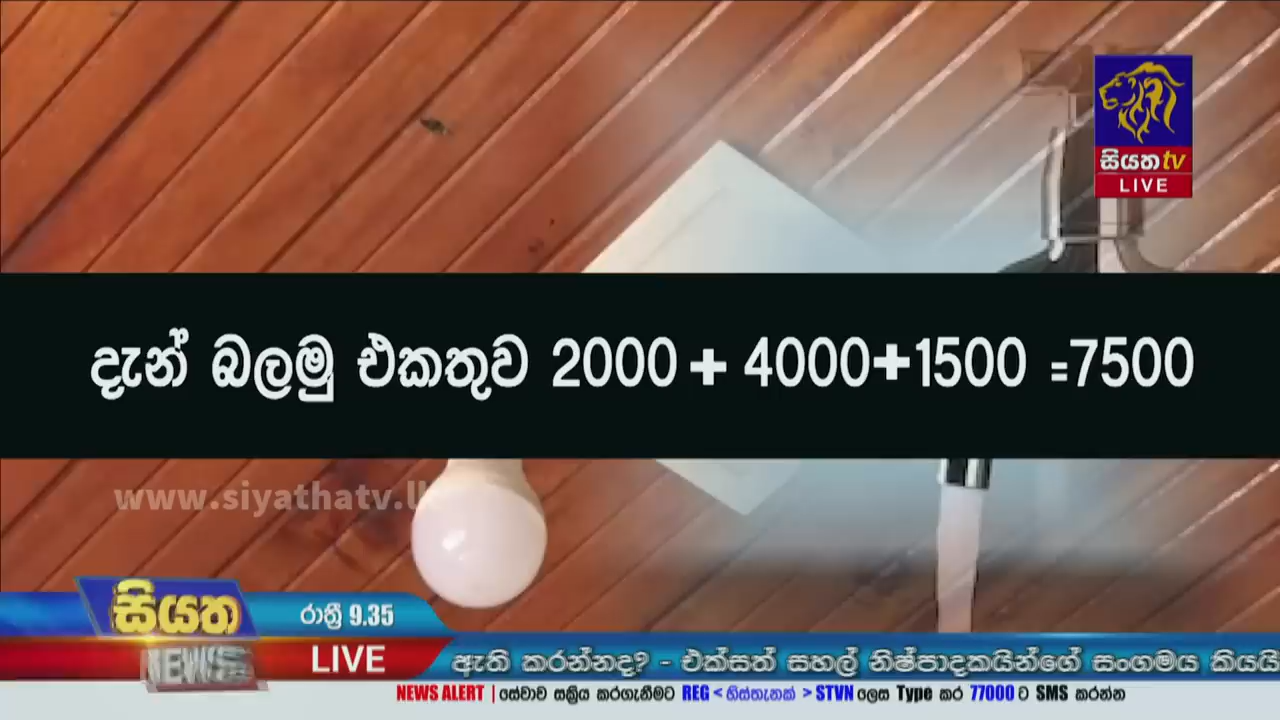 සියත tv
LIVE
දැන් බලමු එකතුව 2000 + 4000+1500 =7500
www.siyathatv.l
සියත
NEWS
රාත්‍රී 9.35
LIVE
ඇති කරන්නද? - එක්සත් සහල් නිෂ්පාදකයින්ගේ සංගමය කියයි
NEWS ALERT | සේවාව සක්‍රිය කරගැනීමට REG < හිස්තැනක් > STVN ලෙස Type කර 77000 ට SMS කරන්න